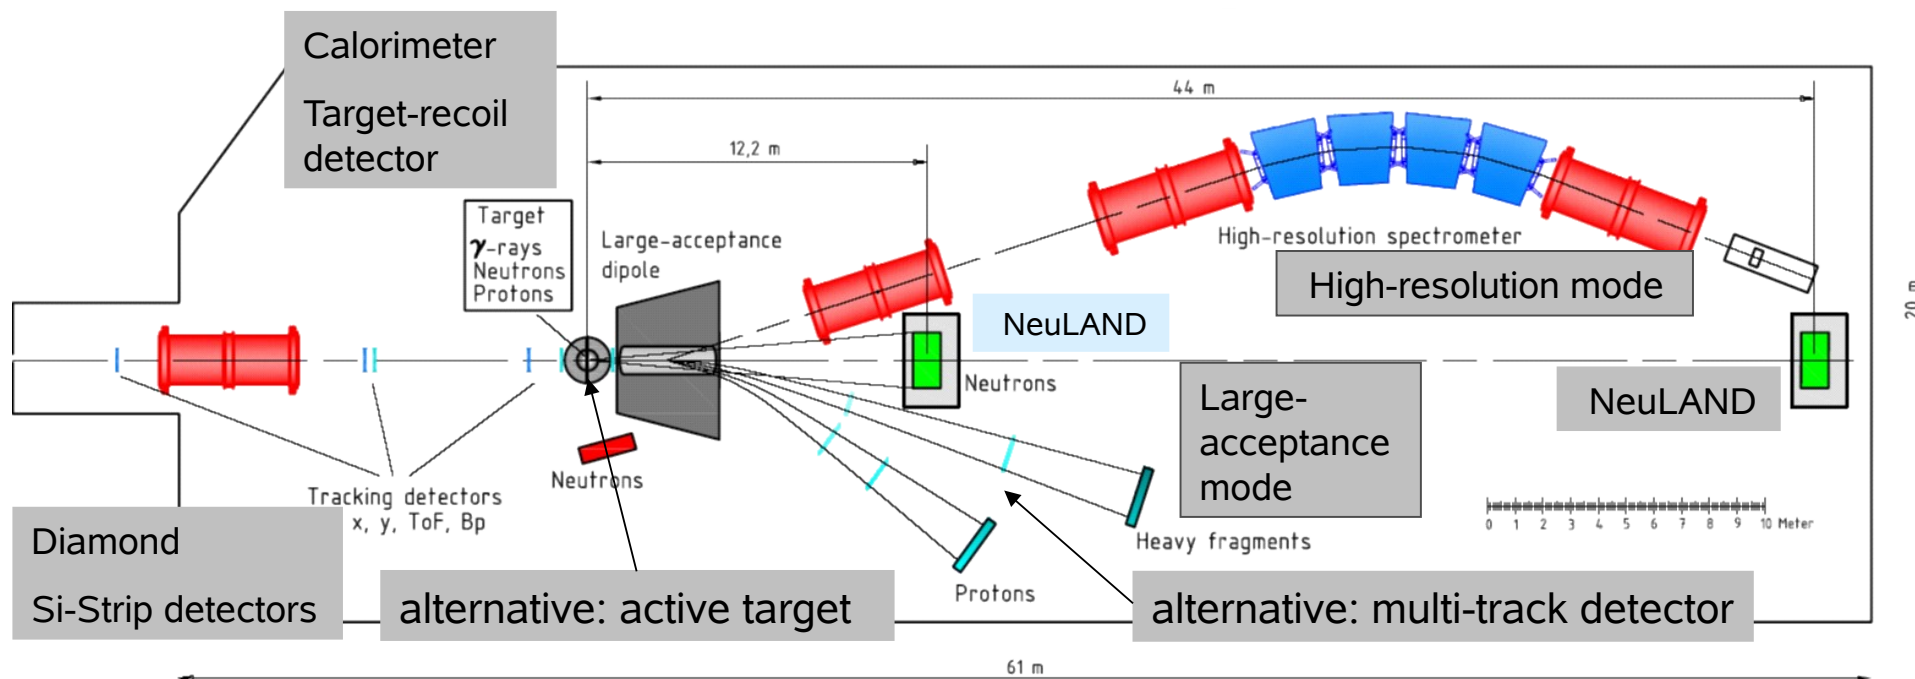 Calorimeter
Target-recoil
detector
44 m
12,2 m
Target
γ-rays
Neutrons
Protons
Large-acceptance
dipole
High-resolution spectrometer
High-resolution mode
20 m
NeuLAND
Neutrons
Large-
acceptance
mode
NeuLAND
Neutrons
Tracking detectors
x, y, ToF, Bρ
0 1 2 3 4 5 6 7 8 9 10 Meter
Heavy fragments
Diamond
Si-Strip detectors
Protons
alternative: active target
alternative: multi-track detector
61 m